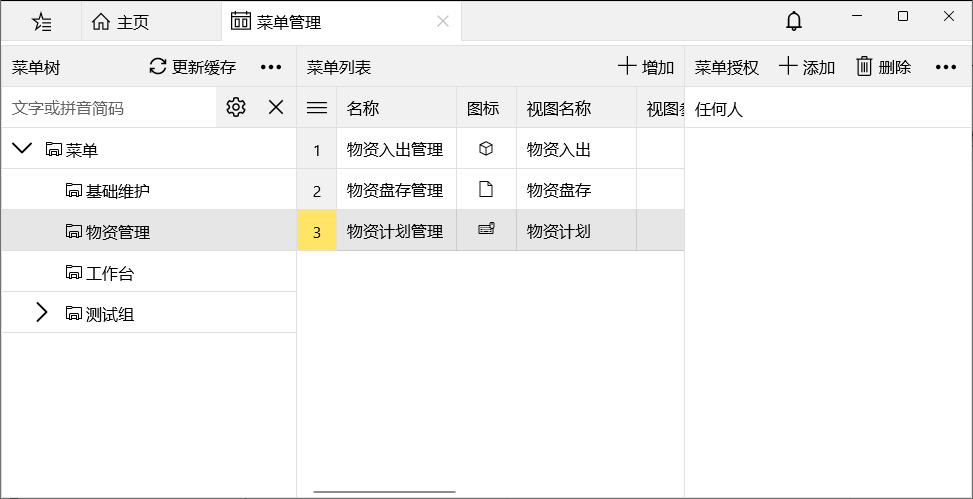 主页
菜单管理
菜单树 更新缓存
菜单列表 增加
菜单授权 添加 删除
文字或拼音简码
名称 图标 视图名称 视图
任何人
菜单
基础维护
物资管理
工作台
测试组
1 物资入出管理 物资入出
2 物资盘存管理 物资盘存
3 物资计划管理 物资计划